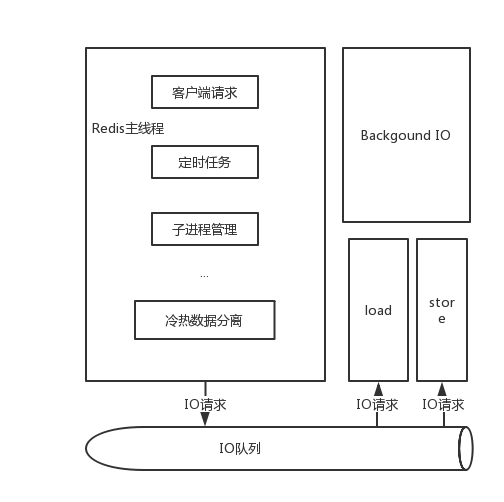 客户端请求
Redis主线程
定时任务
子进程管理
...
冷热数据分离
Backgound IO
load
stor
e
IO请求
IO请求
IO请求
IO队列